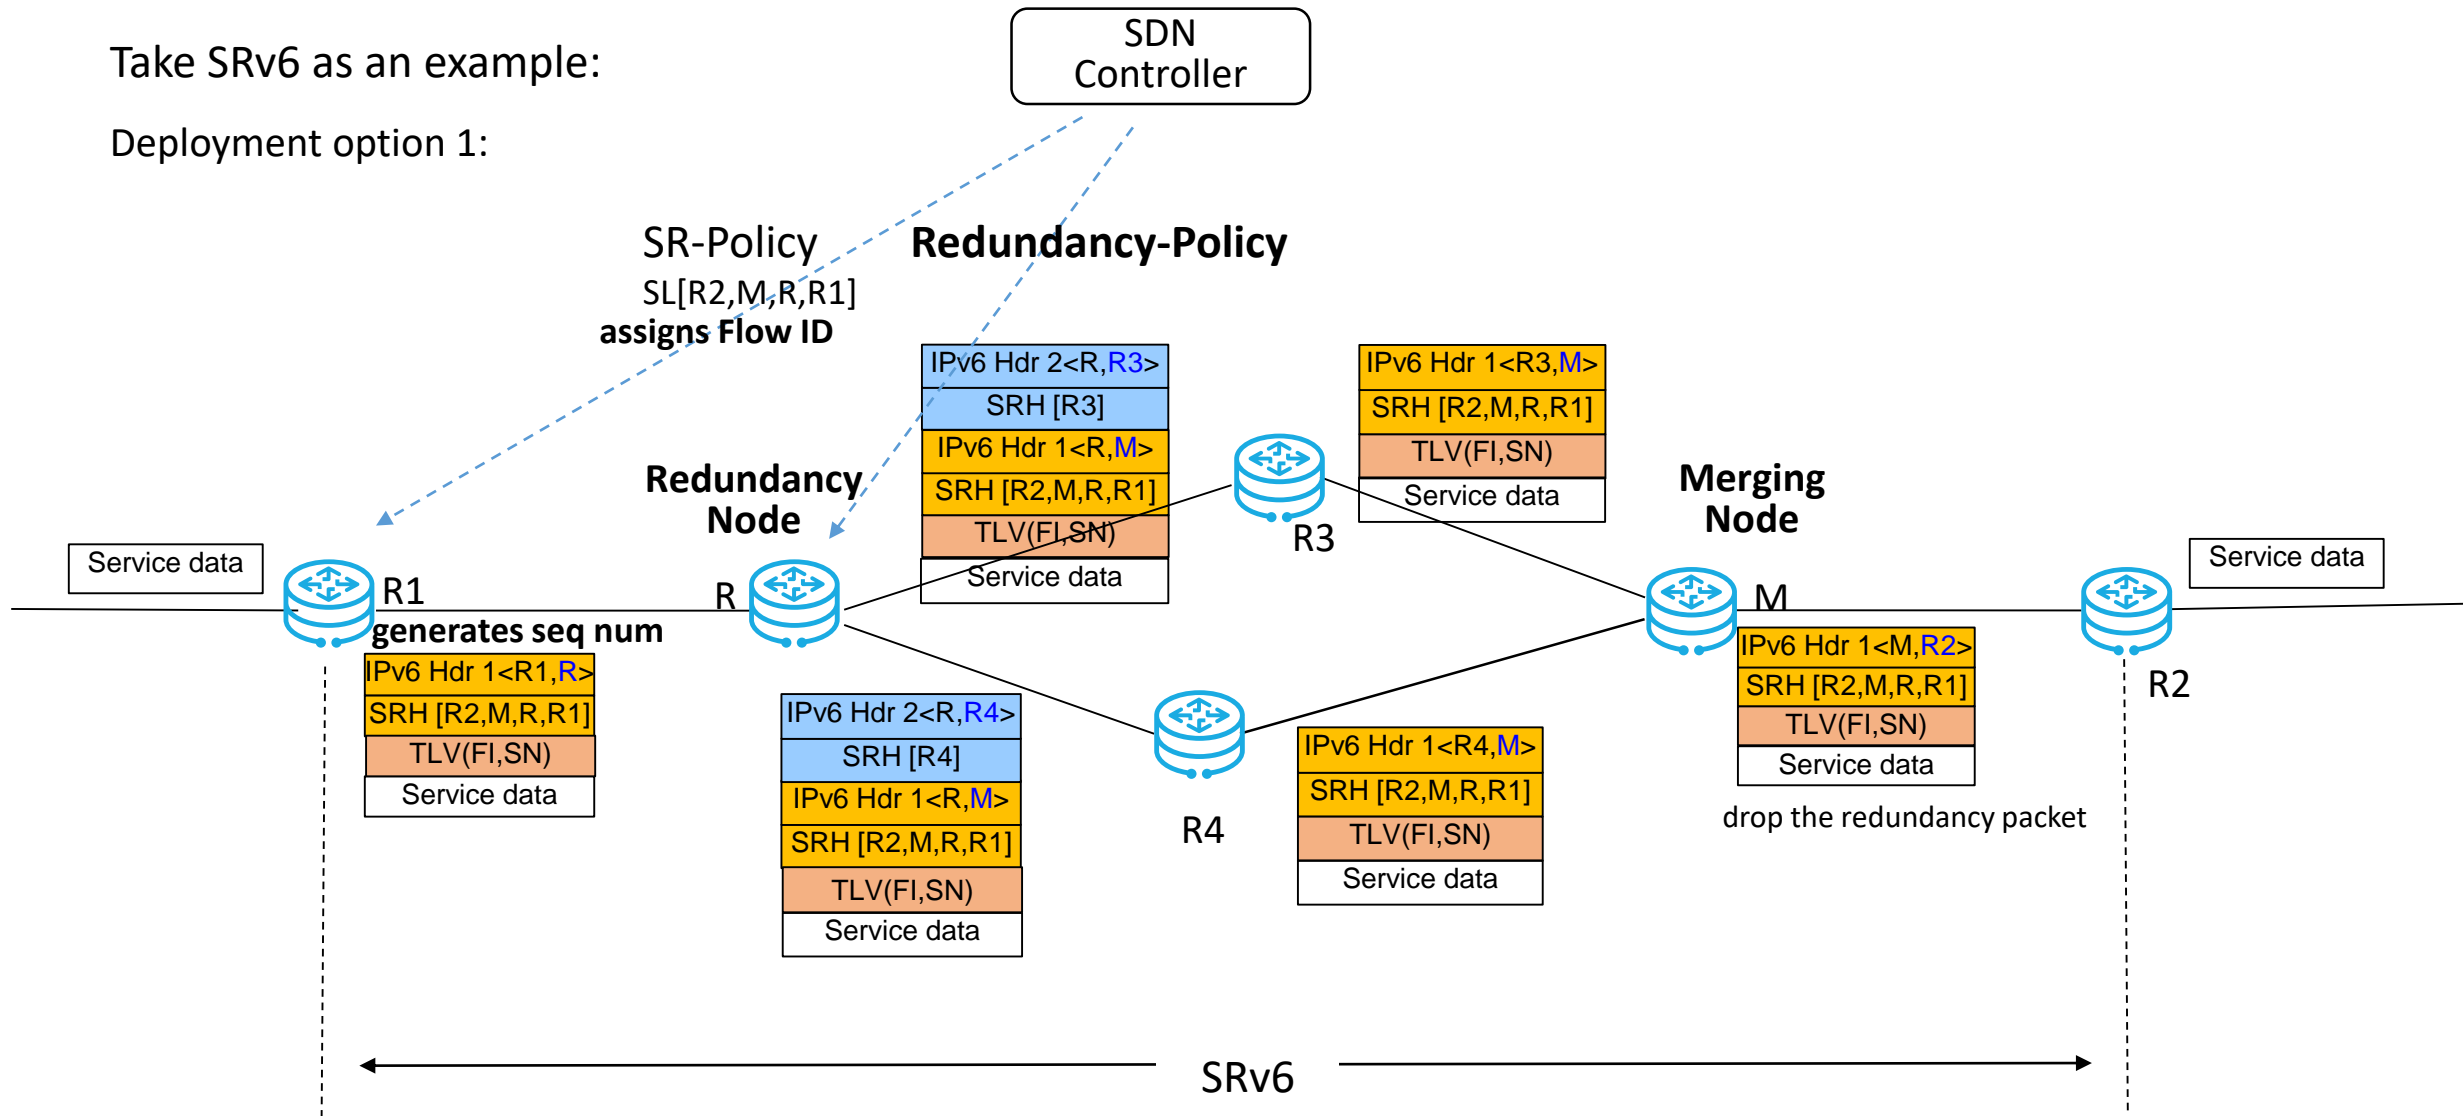 Take SRv6 as an example:
Deployment option 1:
SDN
Controller
SR-Policy
SL[R2,M,R,R1]
assigns Flow ID
Redundancy-Policy
Service data
R1
generates seq num
IPv6 Hdr 1<R1,R>
SRH [R2,M,R,R1]
TLV(FI,SN)
Service data
Redundancy
Node
R
IPv6 Hdr 2<R,R3>
SRH [R3]
IPv6 Hdr 1<R,M>
SRH [R2,M,R,R1]
TLV(FI,SN)
Service data
IPv6 Hdr 2<R,R4>
SRH [R4]
IPv6 Hdr 1<R,M>
SRH [R2,M,R,R1]
TLV(FI,SN)
Service data
R3
IPv6 Hdr 1<R3,M>
SRH [R2,M,R,R1]
TLV(FI,SN)
Service data
R4
IPv6 Hdr 1<R4,M>
SRH [R2,M,R,R1]
TLV(FI,SN)
Service data
Merging
Node
M
IPv6 Hdr 1<M,R2>
SRH [R2,M,R,R1]
TLV(FI,SN)
Service data
drop the redundancy packet
R2
Service data
SRv6